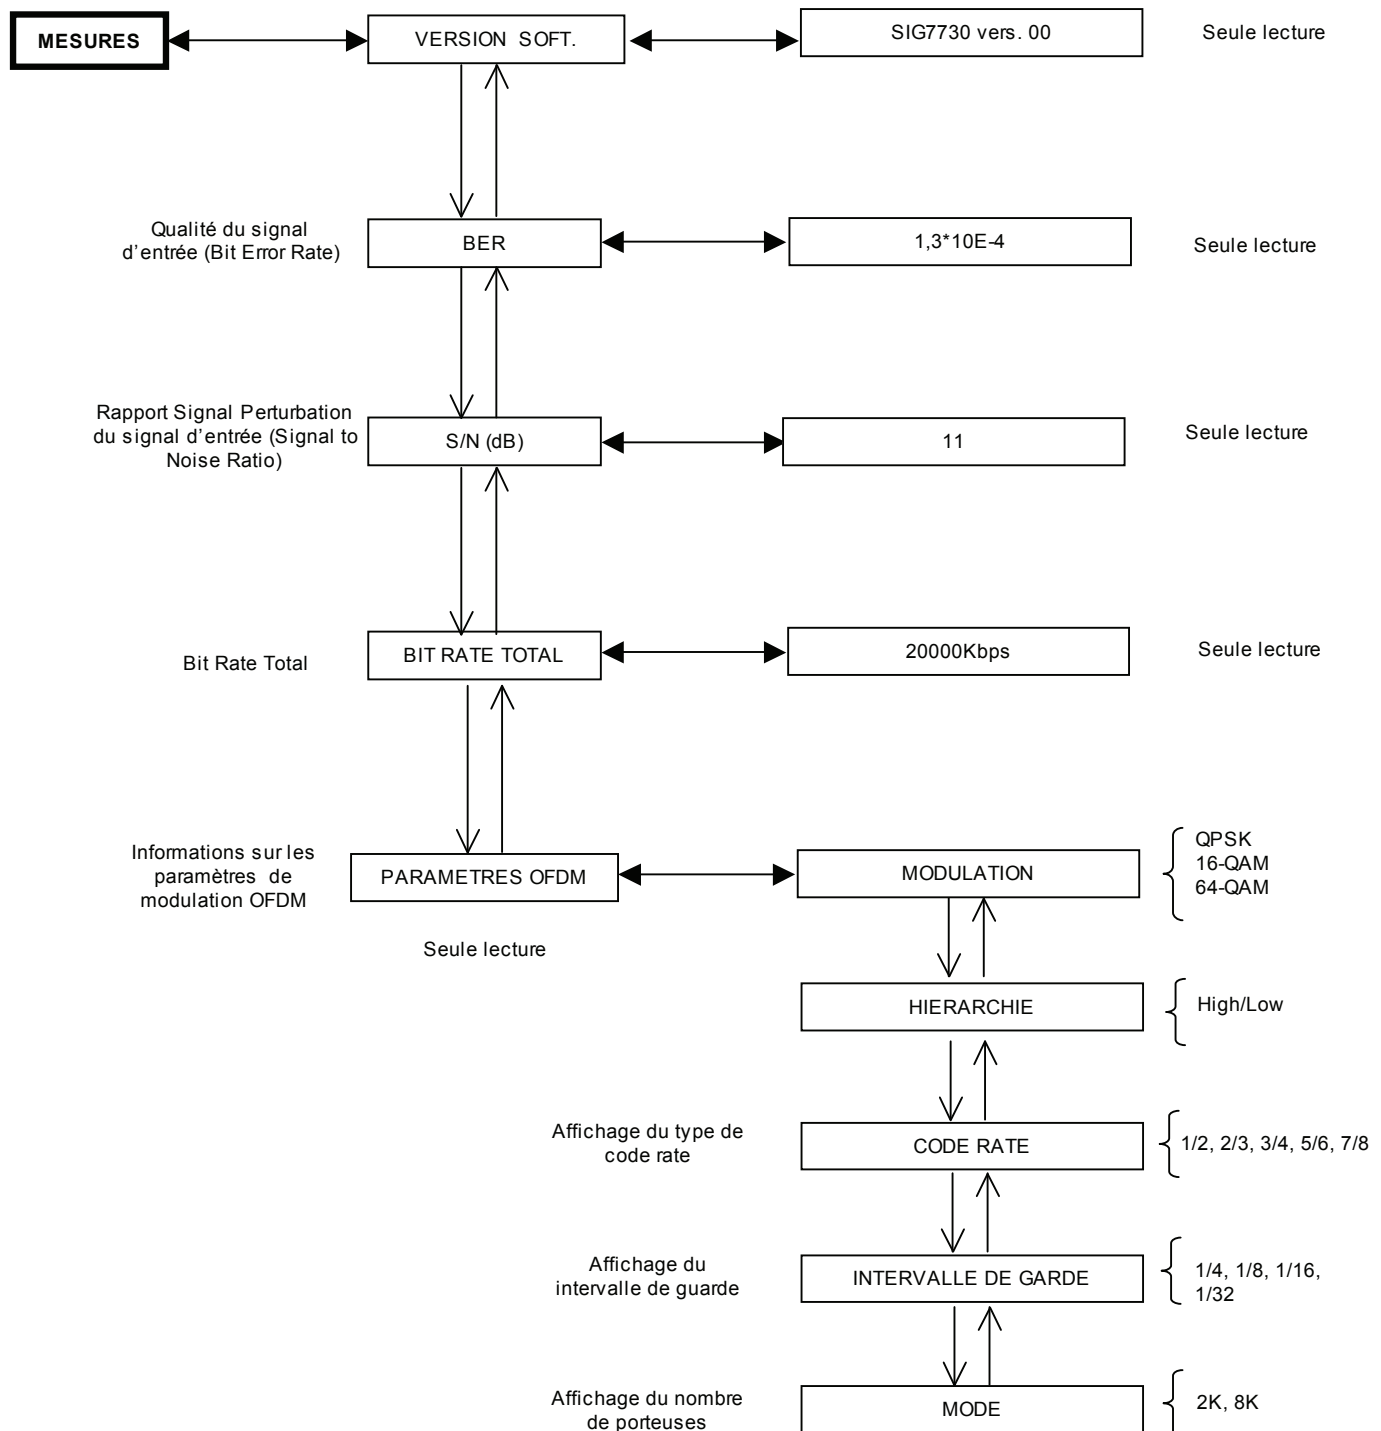 MESURES
VERSION SOFT.
SIG7730 vers. 00
Seule lecture
Qualité du signal
d'entrée (Bit Error Rate)
BER
1,3*10E-4
Seule lecture
Rapport Signal Perturbation
du signal d'entrée (Signal to
Noise Ratio)
S/N (dB)
11
Seule lecture
Bit Rate Total
BIT RATE TOTAL
20000Kbps
Seule lecture
Informations sur les
paramètres de
modulation OFDM
PARAMETRES OFDM
Seule lecture
MODULATION
QPSK
16-QAM
64-QAM
HIERARCHIE
High/Low
Affichage du type de
code rate
CODE RATE
1/2, 2/3, 3/4, 5/6, 7/8
Affichage du
intervalle de guarde
INTERVALLE DE GARDE
1/4, 1/8, 1/16,
1/32
Affichage du nombre
de porteuses
MODE
2K, 8K